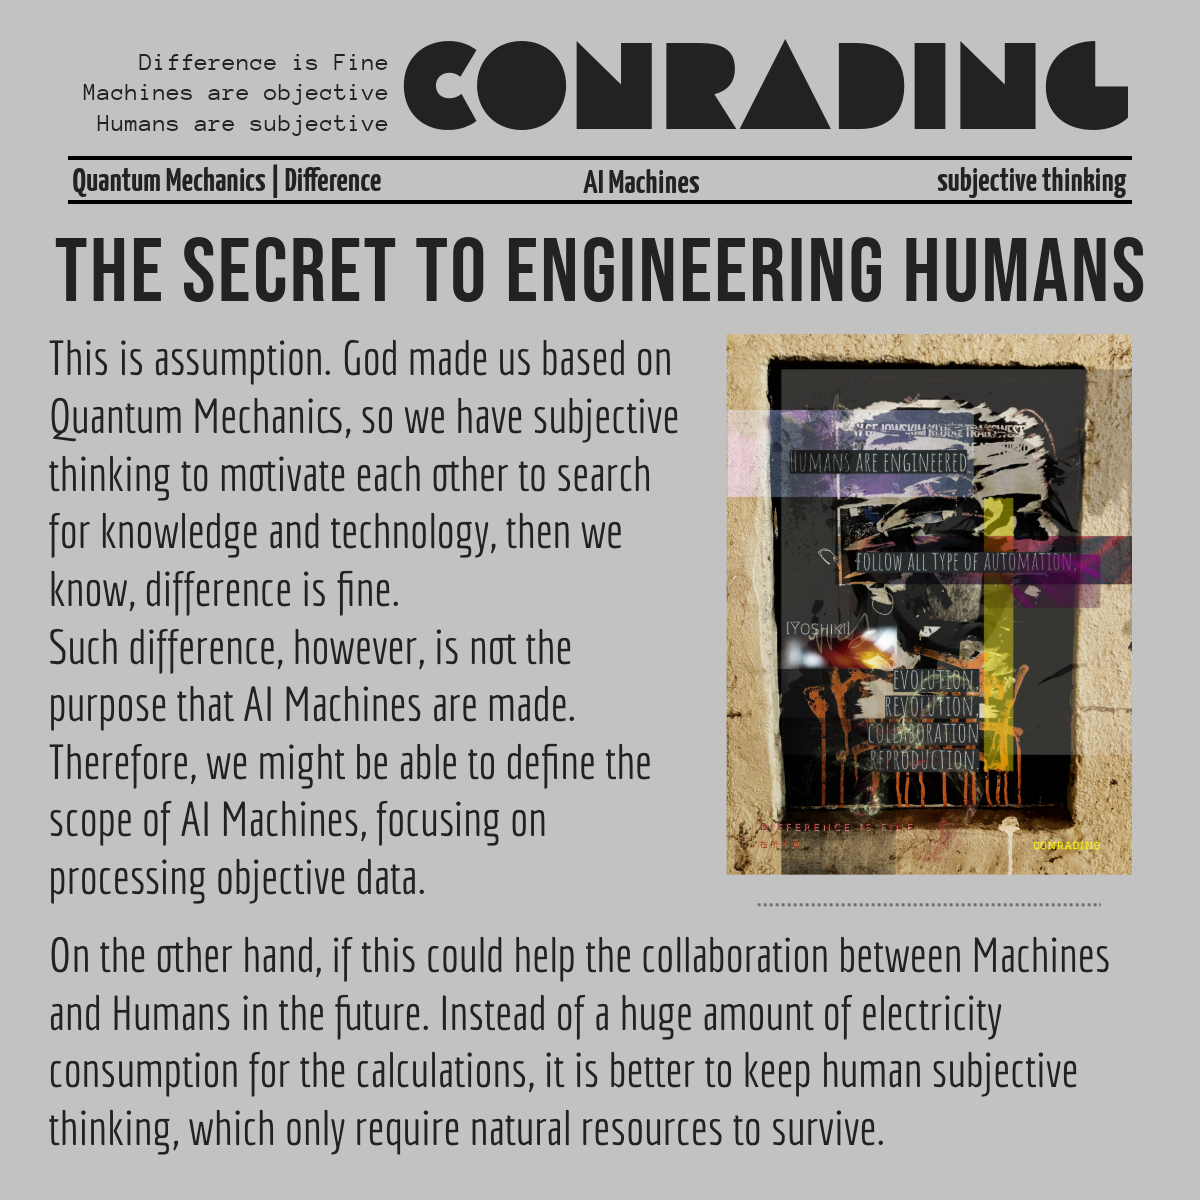 Difference is Fine
Machines are objective
Humans are subjective
CONRADING
Quantum Mechanics | Difference
AI Machines
subjective thinking
THE SECRET TO ENGINEERING HUMANS
This is assumption. God made us based on
Quantum Mechanics, so we have subjective
thinking to motivate each other to search
for knowledge and technology, then we
know, difference is fine.
Such difference, however, is not the
purpose that AI Machines are made.
Therefore, we might be able to define the
scope of AI Machines, focusing on
processing objective data.
HUMANS ARE ENGINEERED,
FOLLOW ALL TYPE OF AUTOMATION,
[YOSHIKI]
EVOLUTION,
REVOLUTION,
COLLABORATION
REPRODUCTION.
DIFFERENCE IS FINE
CONRADING
On the other hand, if this could help the collaboration between Machines
and Humans in the future. Instead of a huge amount of electricity
consumption for the calculations, it is better to keep human subjective
thinking, which only require natural resources to survive.